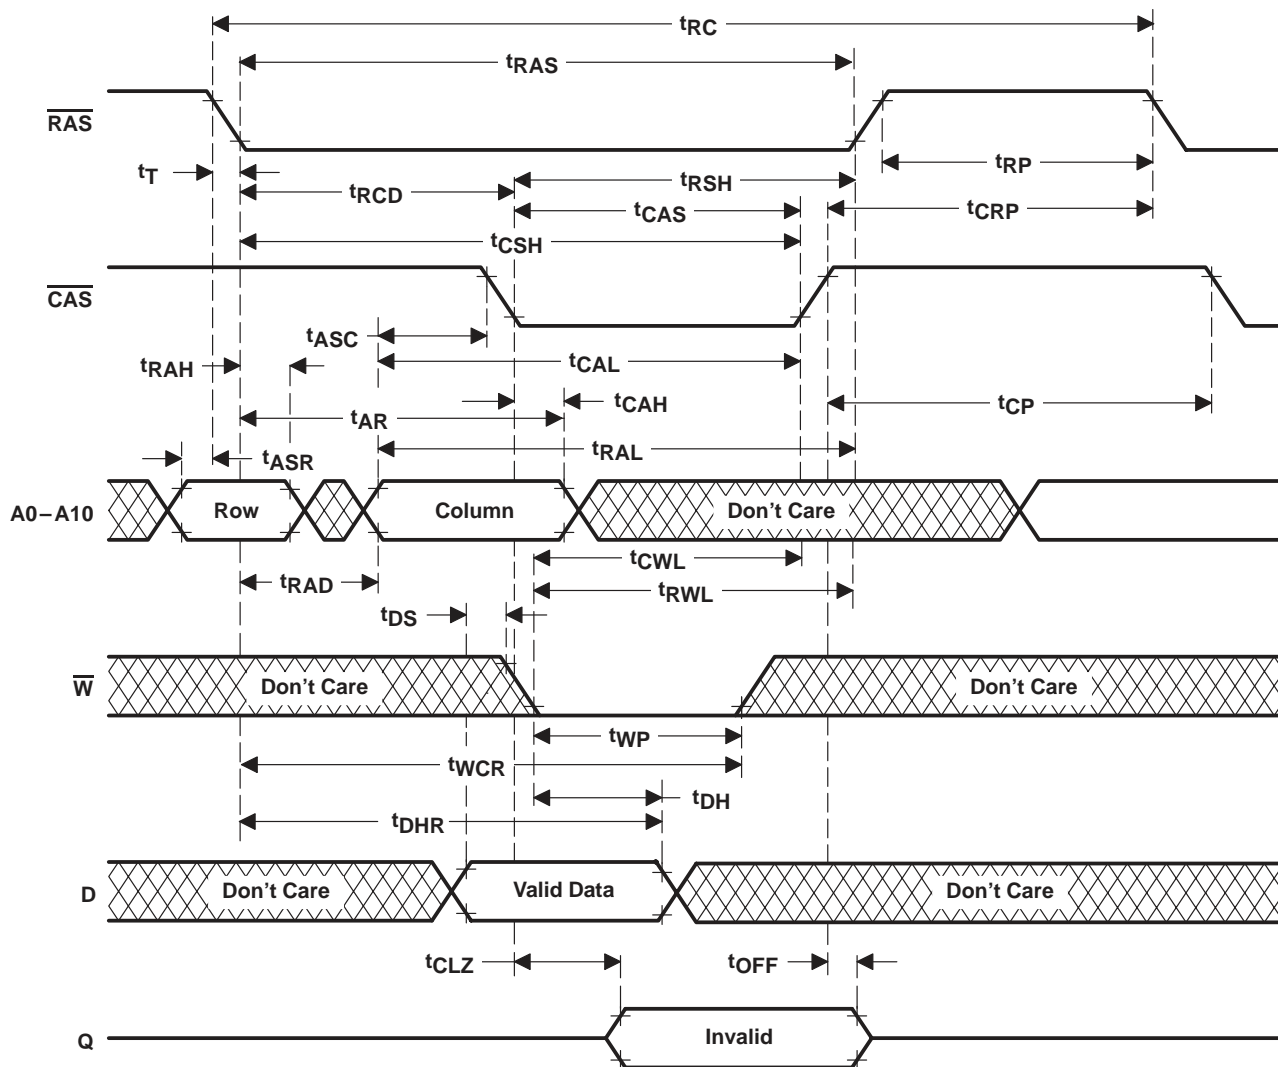 tRC
tRAS
RAS
tT
tRP
tRCD
tRSH
tCAS
tCRP
tCSH
CAS
tASC
tRAH
tCAL
tCAH
tAR
tCP
tRAL
tASR
A0–A10
Row
Column
Don't Care
tCWL
tRAD
tRWL
tDS
W
Don't Care
Don't Care
tWP
tWCR
tDH
tDHR
D
Don't Care
Valid Data
Don't Care
tCLZ
tOFF
Q
Invalid